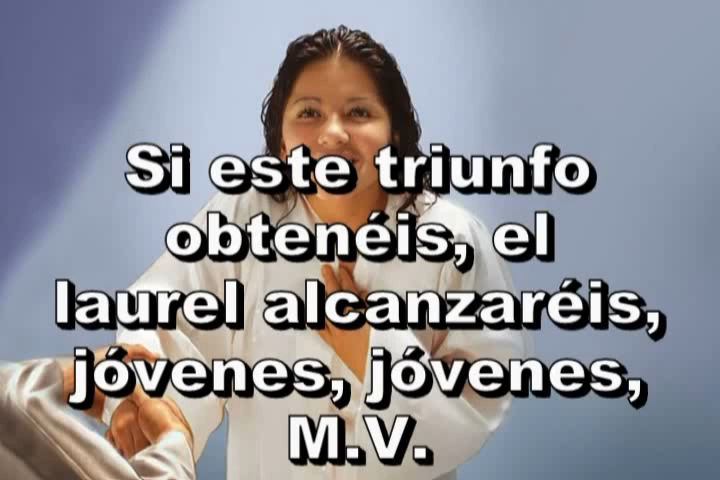 Si este triunfo
obtenéis, el
laurel alcanzaréis,
jóvenes, jóvenes,
M.V.